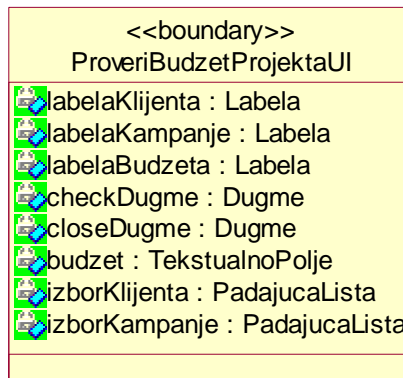 <<boundary>>
ProveriBudzetProjektaUI
labelaKlijenta : Labela
labelaKampanje : Labela
labelaBudzeta : Labela
checkDugme : Dugme
closeDugme : Dugme
budzet : TekstualnoPolje
izborKlijenta : PadajucaLista
izborKampanje : PadajucaLista